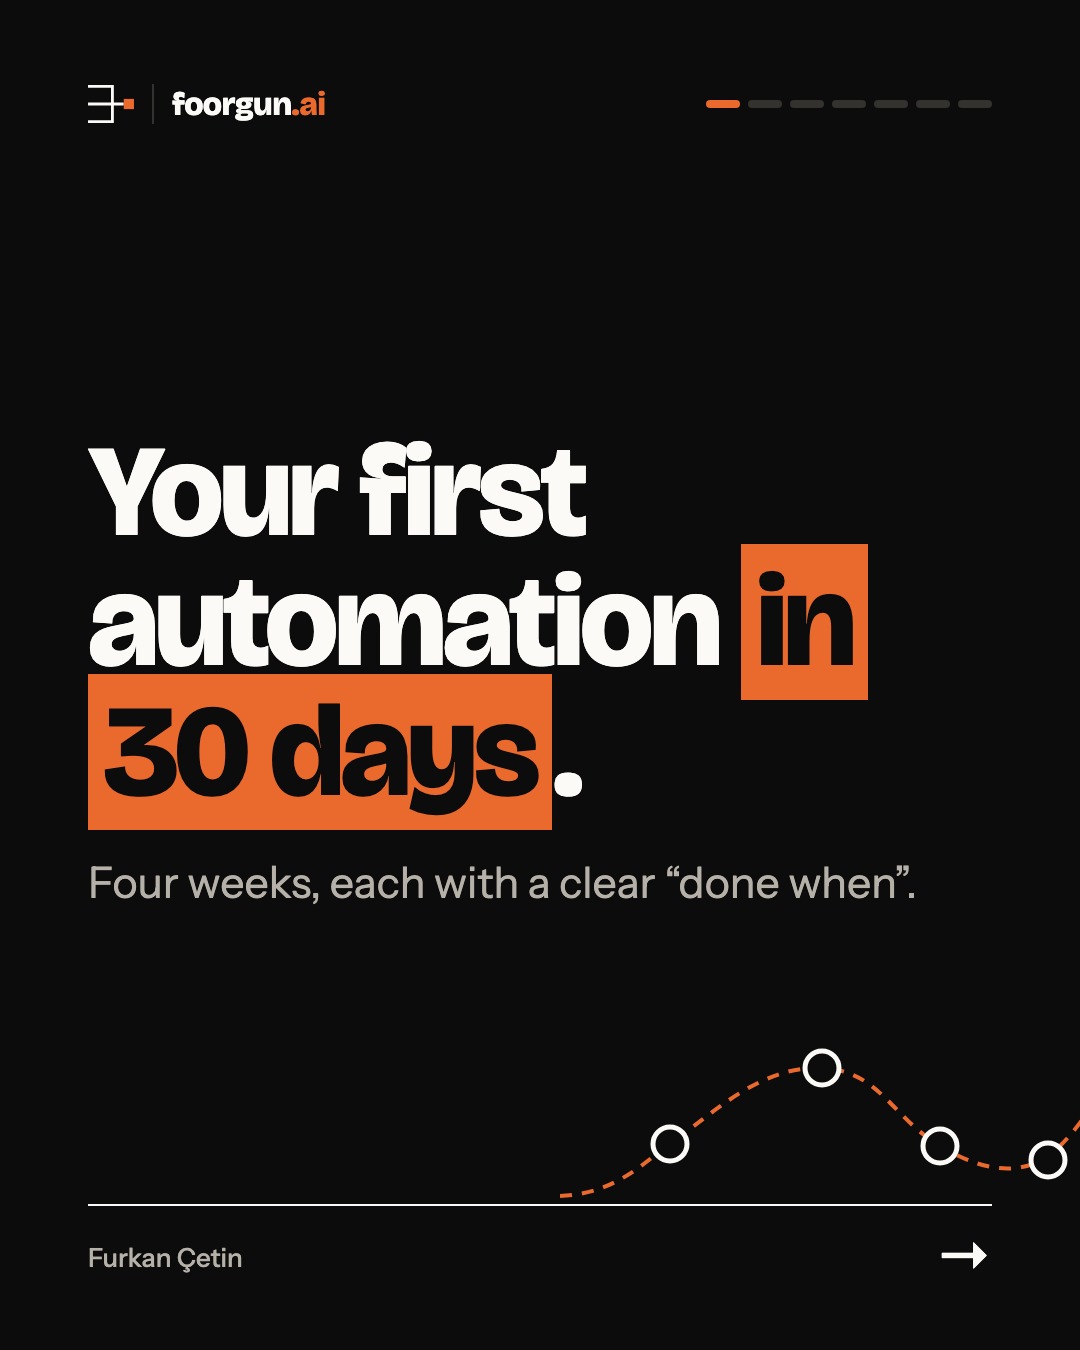 foorgun.ai
Your first
automation in
30 days.
Four weeks, each with a clear “done when”.
Furkan Çetin